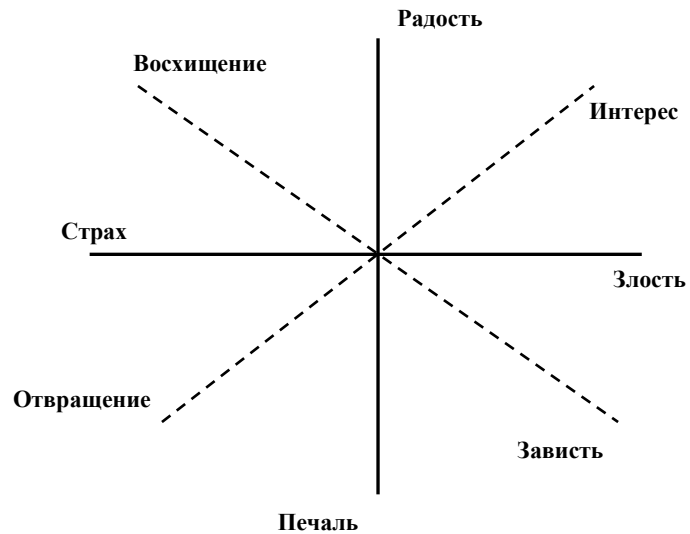 Радость
Восхищение
Интерес
Страх
Злость
Отвращение
Зависть
Печаль